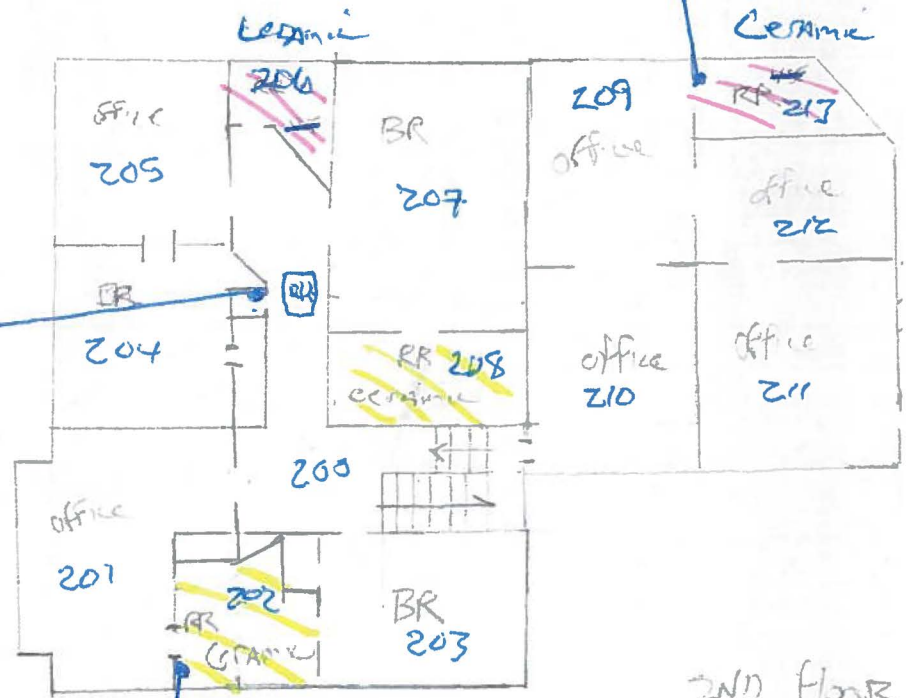 Ceramic
Ceramic
206
office
205
BR
207
209
office
RR
213
office
212
BR
204
RR
208
ceramic
office
210
office
211
200
office
201
202
RR
Ceramic
BR
203
2ND Floor